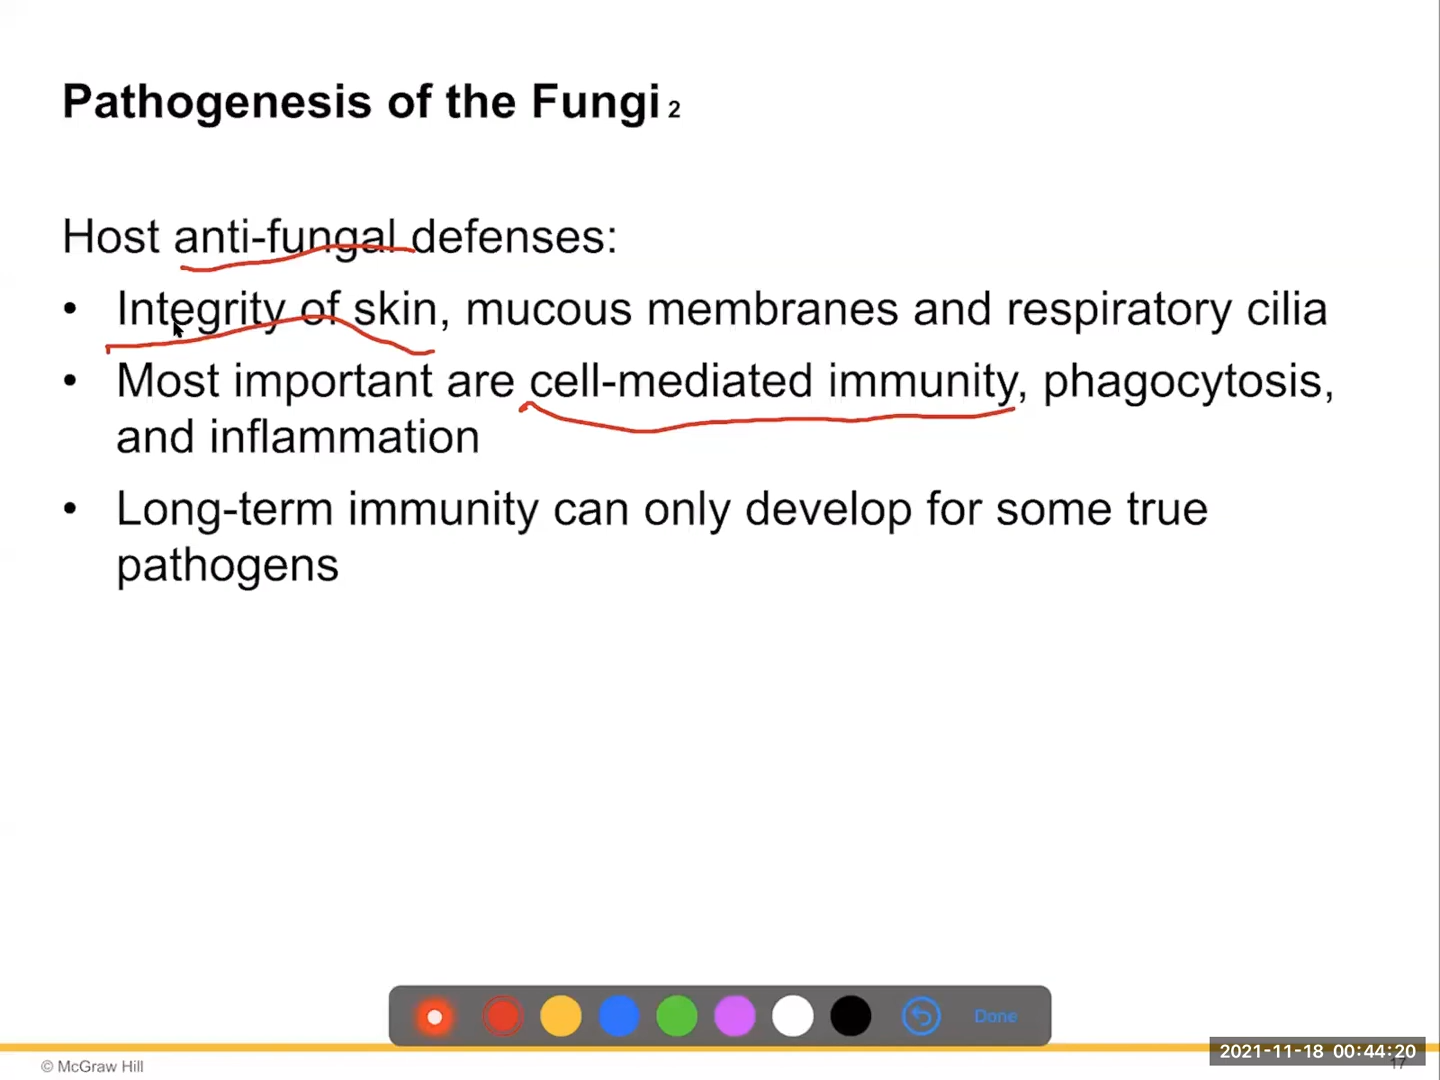 Pathogenesis of the Fungi 2
Host anti-fungal defenses:
• Integrity of skin, mucous membranes and respiratory cilia
• Most important are cell-mediated immunity, phagocytosis,
and inflammation
• Long-term immunity can only develop for some true
pathogens
Done
© McGraw Hill
2021-11-18 00:44:20
17